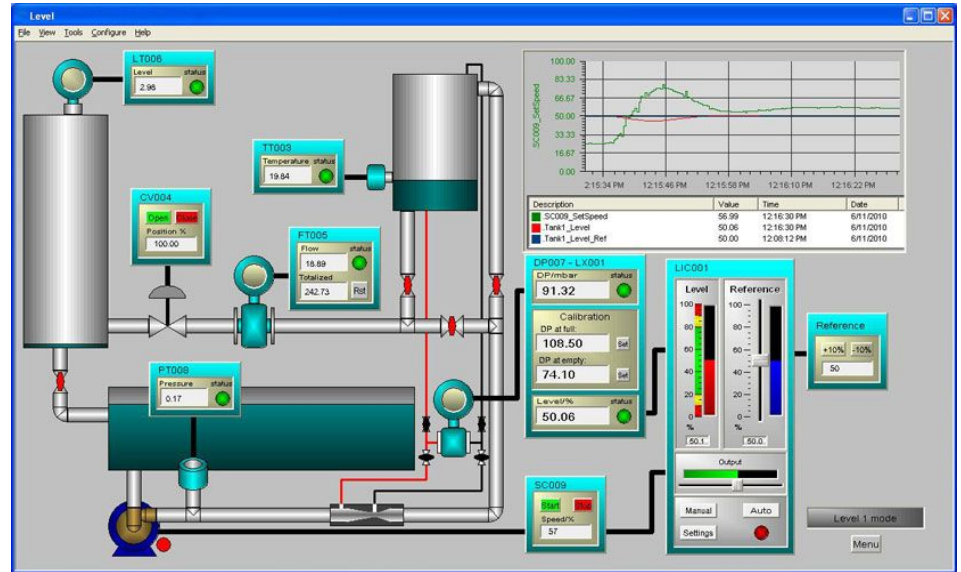 Level
File View Tools Configure Help
LT006
Level status
2.98
TT003
Temperature status
19.84
CV004
Open Close
Position %
100.00
FT005
Flow status
18.89
Totalized
242.73 Rst
PT008
Pressure status
0.17
SC009_SetSpeed
100.00
83.33
66.67
50.00
33.33
16.67
0.00
2:15:34 PM 12:15:46 PM 12:15:58 PM 12:16:10 PM 12:16:22 PM
Description Value Time Date
.SC009_SetSpeed 56.99 12:16:30 PM 6/11/2010
.Tank1_Level 50.06 12:16:30 PM 6/11/2010
.Tank1_Level_Ref 50.00 12:08:12 PM 6/11/2010
DP007 - LX001
DP/mbar status
91.32
Calibration
DP at full:
108.50 Set
DP at empty:
74.10 Set
Level/% status
50.06
SC009
Start Stop
Speed/%
57
LIC001
Level Reference
100 100
80 80
60 60
40 40
20 20
0 0
% %
50.1 50.0
Output
Manual Auto
Settings
Reference
+10% -10%
50
Level 1 mode
Menu